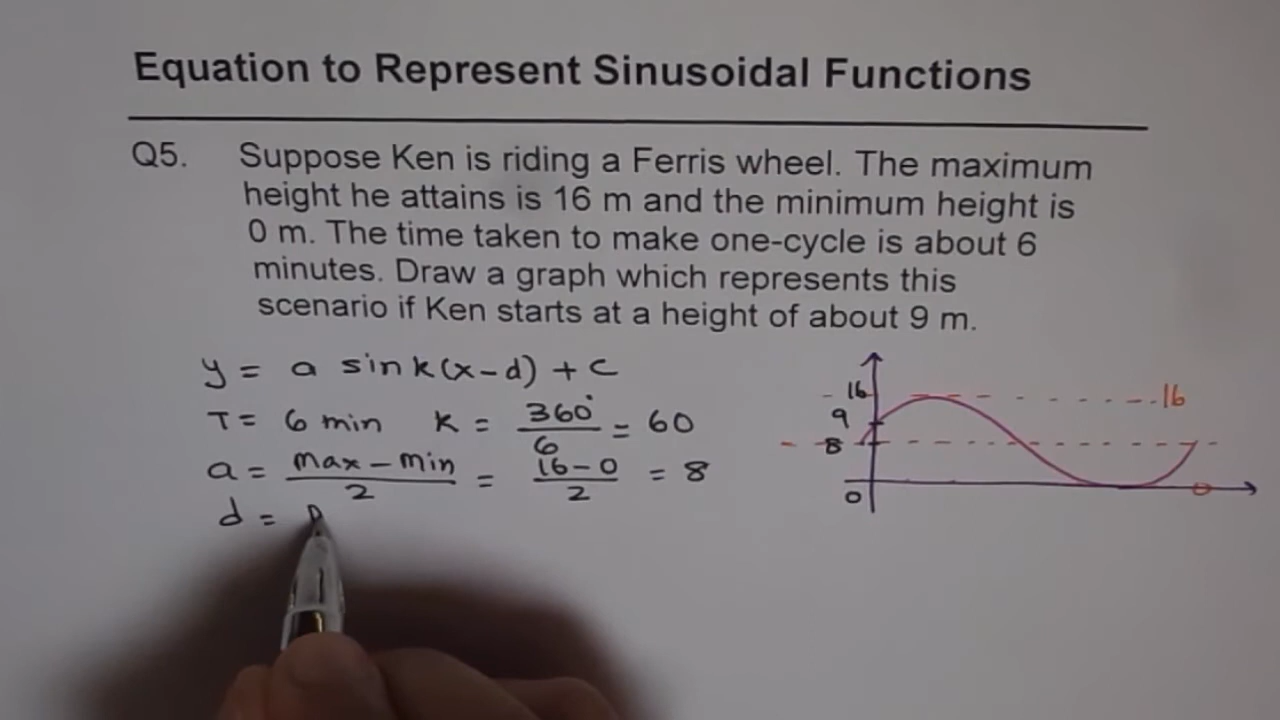 Equation to Represent Sinusoidal Functions
Q5. Suppose Ken is riding a Ferris wheel. The maximum
height he attains is 16 m and the minimum height is
0 m. The time taken to make one-cycle is about 6
minutes. Draw a graph which represents this
scenario if Ken starts at a height of about 9 m.
y = a sin k(x - d) + c
T = 6 min k = 360° / 6 = 60
a = max - min / 2 = 16 - 0 / 2 = 8
d =
16
9
8
0
16